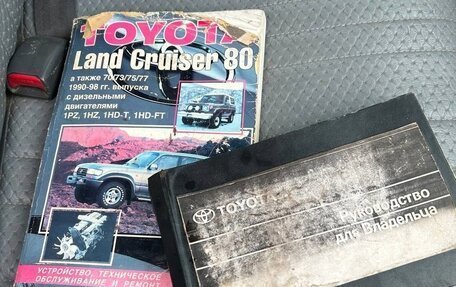 TOYOTA
Land Cruiser 80
а также 70/73/75/77
1990-98 гг. выпуска
с дизельными
двигателями
1PZ, 1HZ, 1HD-T, 1HD-FT
УСТРОЙСТВО, ТЕХНИЧЕСКОЕ
ОБСЛУЖИВАНИЕ И РЕМОНТ
TOYOTA
Руководство
для Владельца